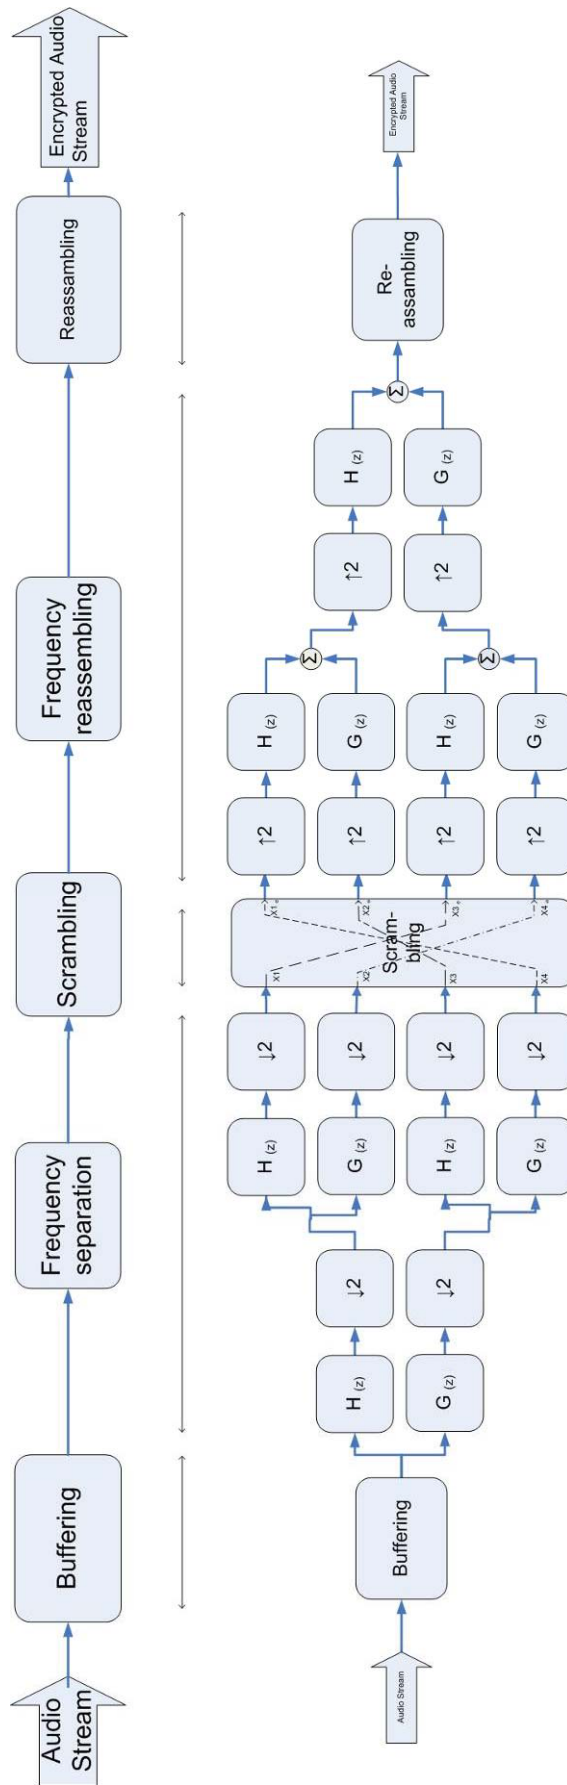 Audio
Stream
Buffering
Frequency
separation
Scrambling
Frequency
reassembling
Reassambling
Encrypted Audio
Stream
Audio Stream
Buffering
H (z)
G (z)
↓2
↓2
H (z)
G (z)
H (z)
G (z)
↓2
↓2
↓2
↓2
Scram-
bling
X1
X2
X3
X4
X1*
X2*
X3*
X4*
↑2
↑2
↑2
↑2
H (z)
G (z)
H (z)
G (z)
Σ
Σ
↑2
↑2
H (z)
G (z)
Σ
Re-
assambling
Encrypted Audio
Stream